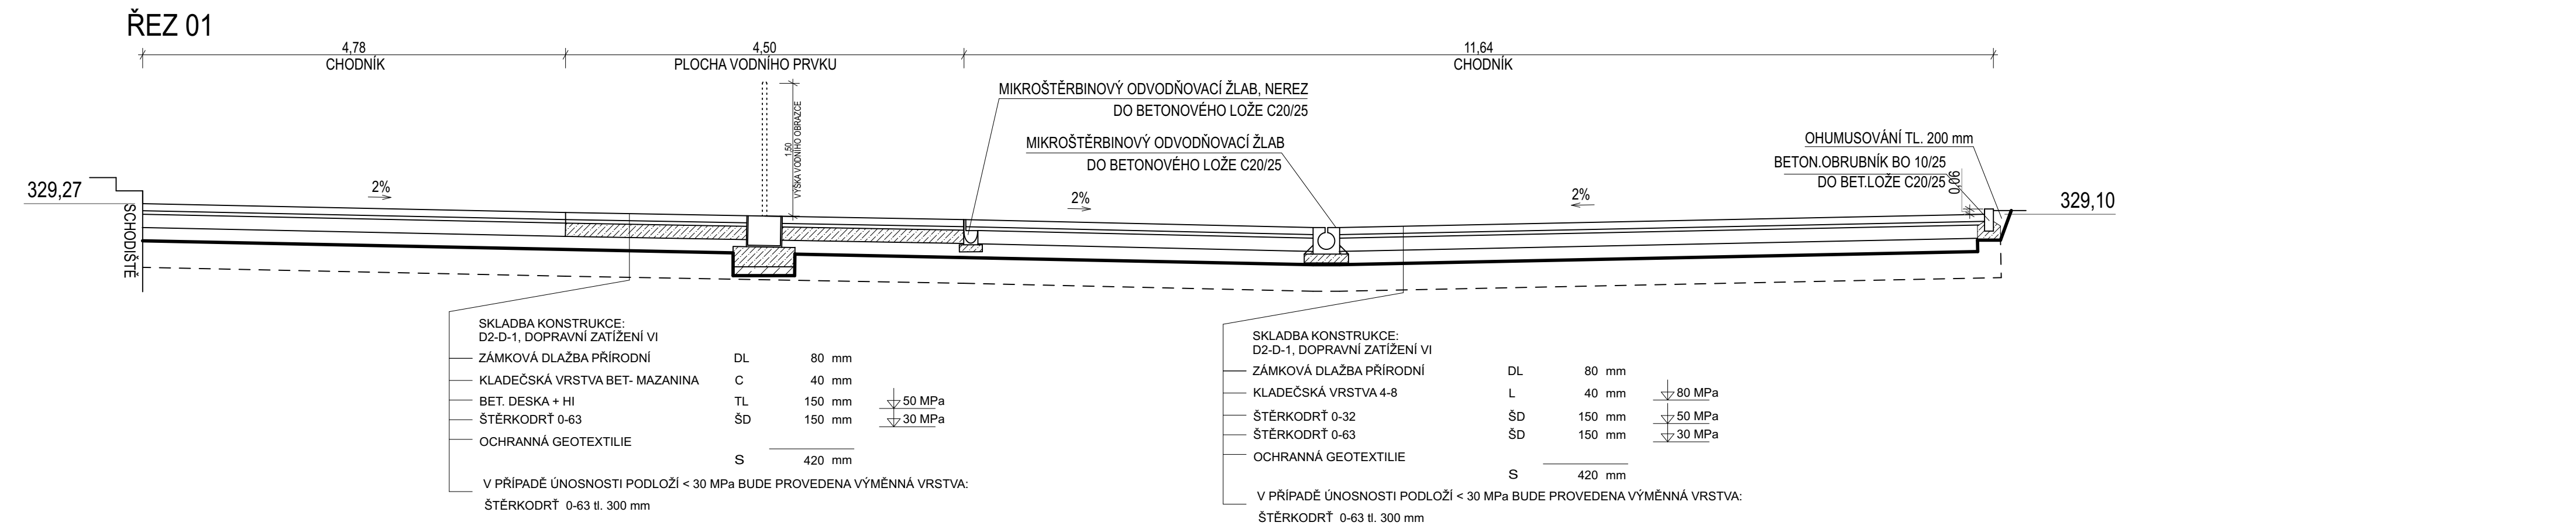 ŘEZ 01
4,78
CHODNÍK
4,50
PLOCHA VODNÍHO PRVKU
11,64
CHODNÍK
1,50
VÝŠKA VODNÍHO OBRAZCE
MIKROŠTĚRBINOVÝ ODVODŇOVACÍ ŽLAB, NEREZ
DO BETONOVÉHO LOŽE C20/25
MIKROŠTĚRBINOVÝ ODVODŇOVACÍ ŽLAB
DO BETONOVÉHO LOŽE C20/25
OHUMUSOVÁNÍ TL. 200 mm
BETON.OBRUBNÍK BO 10/25
DO BET.LOŽE C20/25
0,06
329,27
2%
2%
2%
329,10
SCHODIŠTĚ
SKLADBA KONSTRUKCE:
D2-D-1, DOPRAVNÍ ZATÍŽENÍ VI
ZÁMKOVÁ DLAŽBA PŘÍRODNÍ DL 80 mm
KLADEČSKÁ VRSTVA BET- MAZANINA C 40 mm
BET. DESKA + HI TL 150 mm 50 MPa
ŠTĚRKODRŤ 0-63 ŠD 150 mm 30 MPa
OCHRANNÁ GEOTEXTILIE
S 420 mm
V PŘÍPADĚ ÚNOSNOSTI PODLOŽÍ < 30 MPa BUDE PROVEDENA VÝMĚNNÁ VRSTVA:
ŠTĚRKODRŤ 0-63 tl. 300 mm
SKLADBA KONSTRUKCE:
D2-D-1, DOPRAVNÍ ZATÍŽENÍ VI
ZÁMKOVÁ DLAŽBA PŘÍRODNÍ DL 80 mm
KLADEČSKÁ VRSTVA 4-8 L 40 mm 80 MPa
ŠTĚRKODRŤ 0-32 ŠD 150 mm 50 MPa
ŠTĚRKODRŤ 0-63 ŠD 150 mm 30 MPa
OCHRANNÁ GEOTEXTILIE
S 420 mm
V PŘÍPADĚ ÚNOSNOSTI PODLOŽÍ < 30 MPa BUDE PROVEDENA VÝMĚNNÁ VRSTVA:
ŠTĚRKODRŤ 0-63 tl. 300 mm